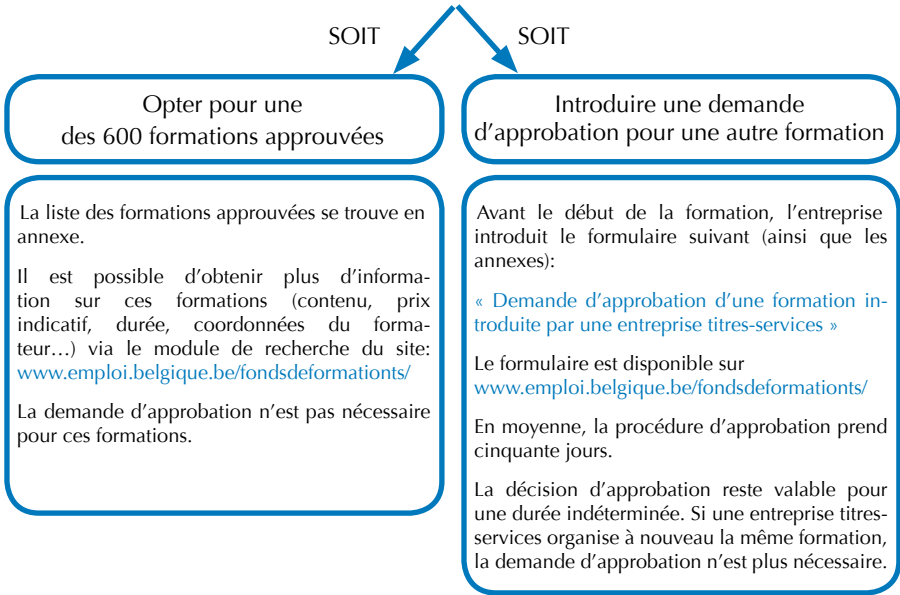 SOIT
SOIT
Opter pour une
des 600 formations approuvées
La liste des formations approuvées se trouve en
annexe.
Il est possible d'obtenir plus d'informa-
tion sur ces formations (contenu, prix
indicatif, durée, coordonnées du forma-
teur…) via le module de recherche du site:
www.emploi.belgique.be/fondsdeformationts/
La demande d'approbation n'est pas nécessaire
pour ces formations.
Introduire une demande
d'approbation pour une autre formation
Avant le début de la formation, l'entreprise
introduit le formulaire suivant (ainsi que les
annexes):
« Demande d'approbation d'une formation in-
troduite par une entreprise titres-services »
Le formulaire est disponible sur
www.emploi.belgique.be/fondsdeformationts/
En moyenne, la procédure d'approbation prend
cinquante jours.
La décision d'approbation reste valable pour
une durée indéterminée. Si une entreprise titres-
services organise à nouveau la même formation,
la demande d'approbation n'est plus nécessaire.